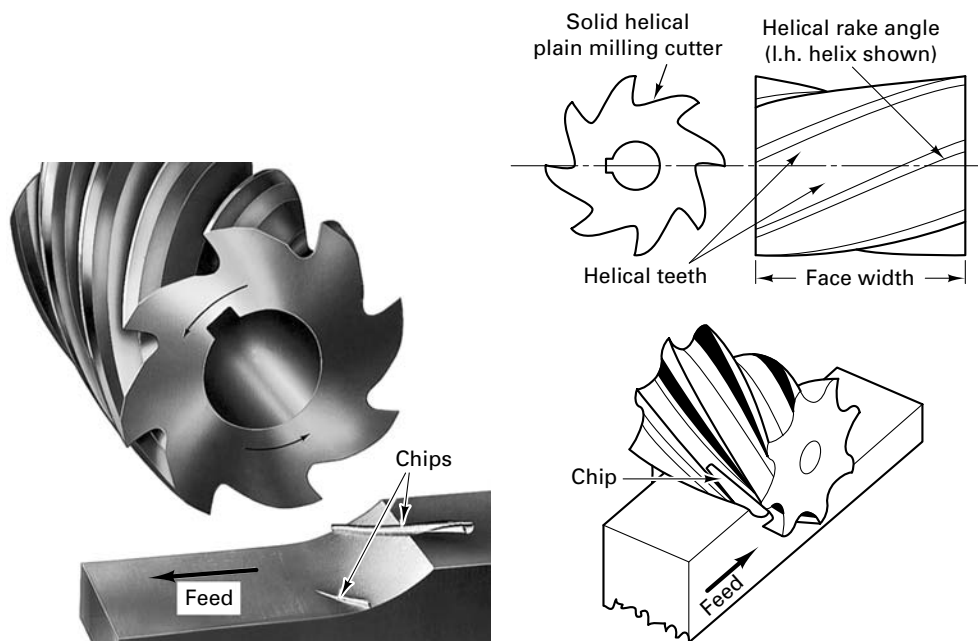 Solid helical
plain milling cutter
Helical rake angle
(l.h. helix shown)
Helical teeth
Face width
Chips
Feed
Chip
Feed